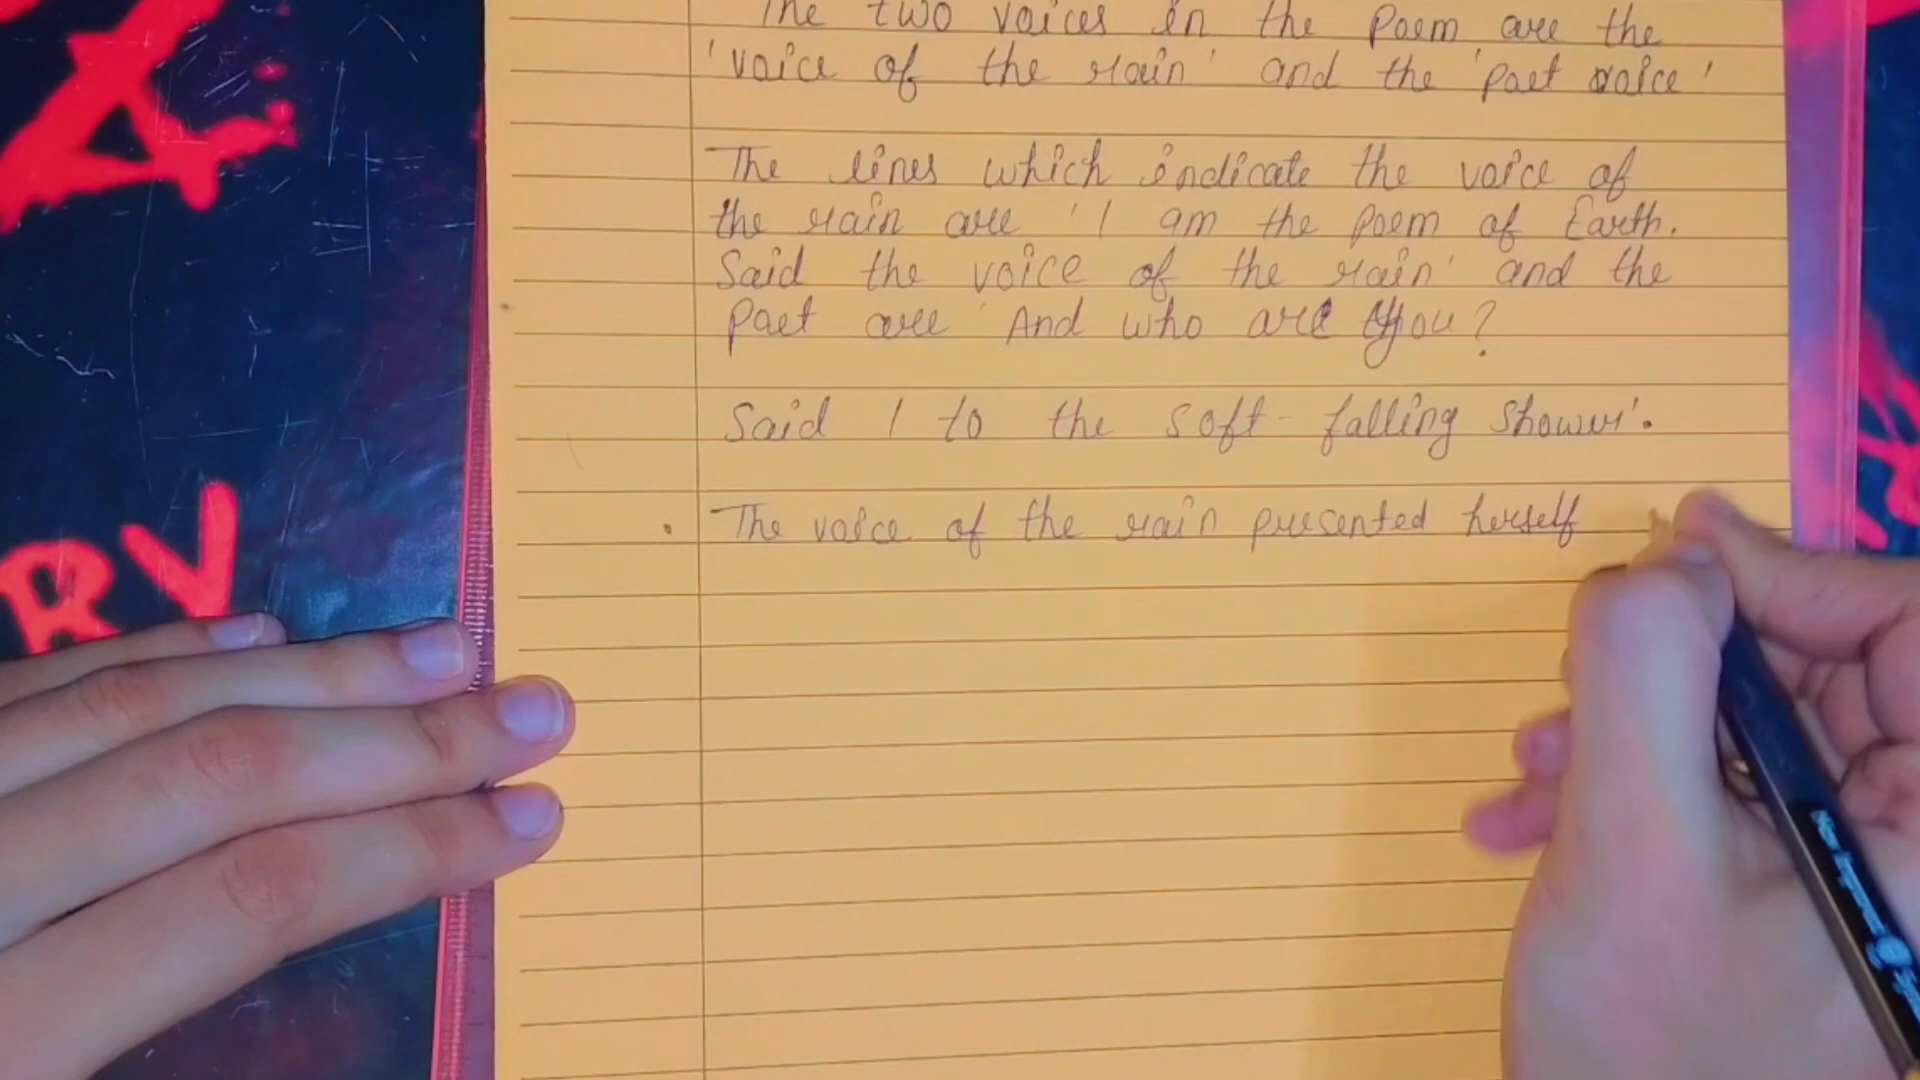 The two voices in the Poem are the
'voice of the rain' and the 'Poet voice'
The lines which indicate the voice of
the rain are 'I am the Poem of Earth.
Said the voice of the rain' and the
Poet are 'And who are you?
Said I to the soft-falling shower'.
. The voice of the rain presented herself
RY